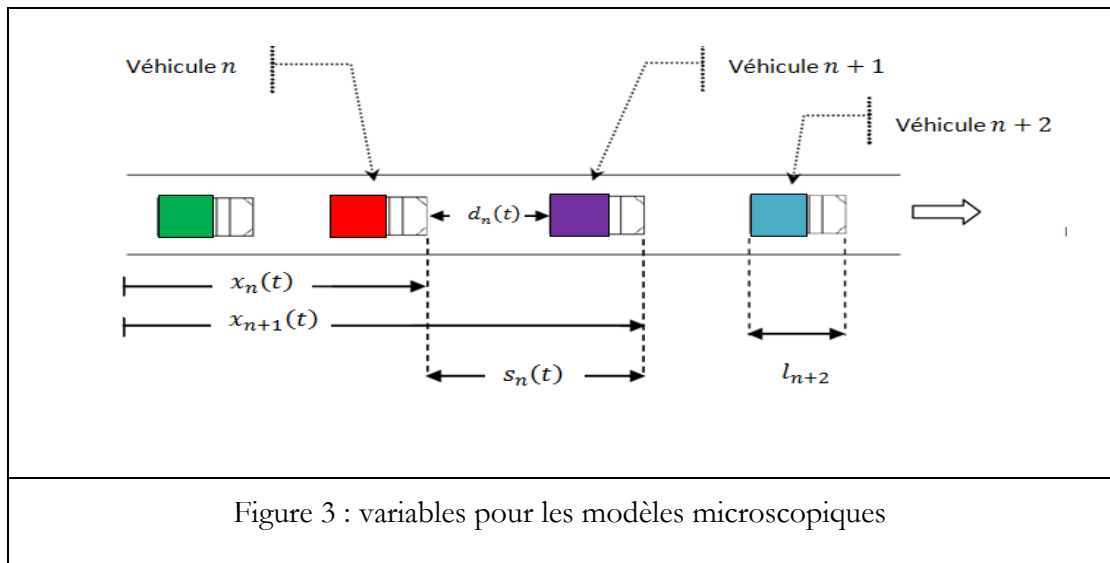 Véhicule n
Véhicule n + 1
Véhicule n + 2
d_n(t)
x_n(t)
x_{n+1}(t)
s_n(t)
l_{n+2}
Figure 3 : variables pour les modèles microscopiques